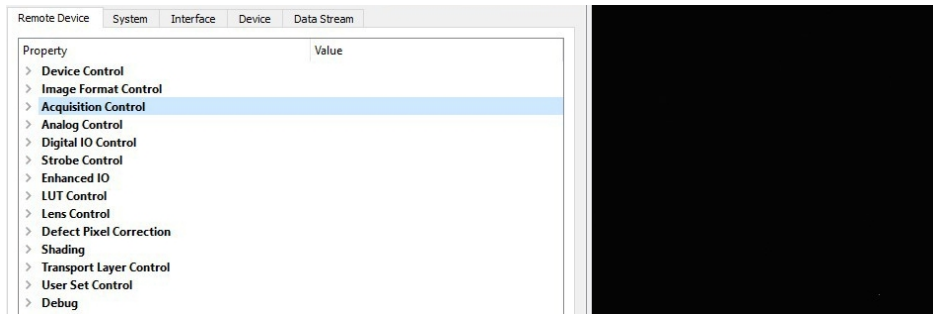 Remote Device System Interface Device Data Stream
Property Value
Device Control
Image Format Control
Acquisition Control
Analog Control
Digital IO Control
Strobe Control
Enhanced IO
LUT Control
Lens Control
Defect Pixel Correction
Shading
Transport Layer Control
User Set Control
Debug